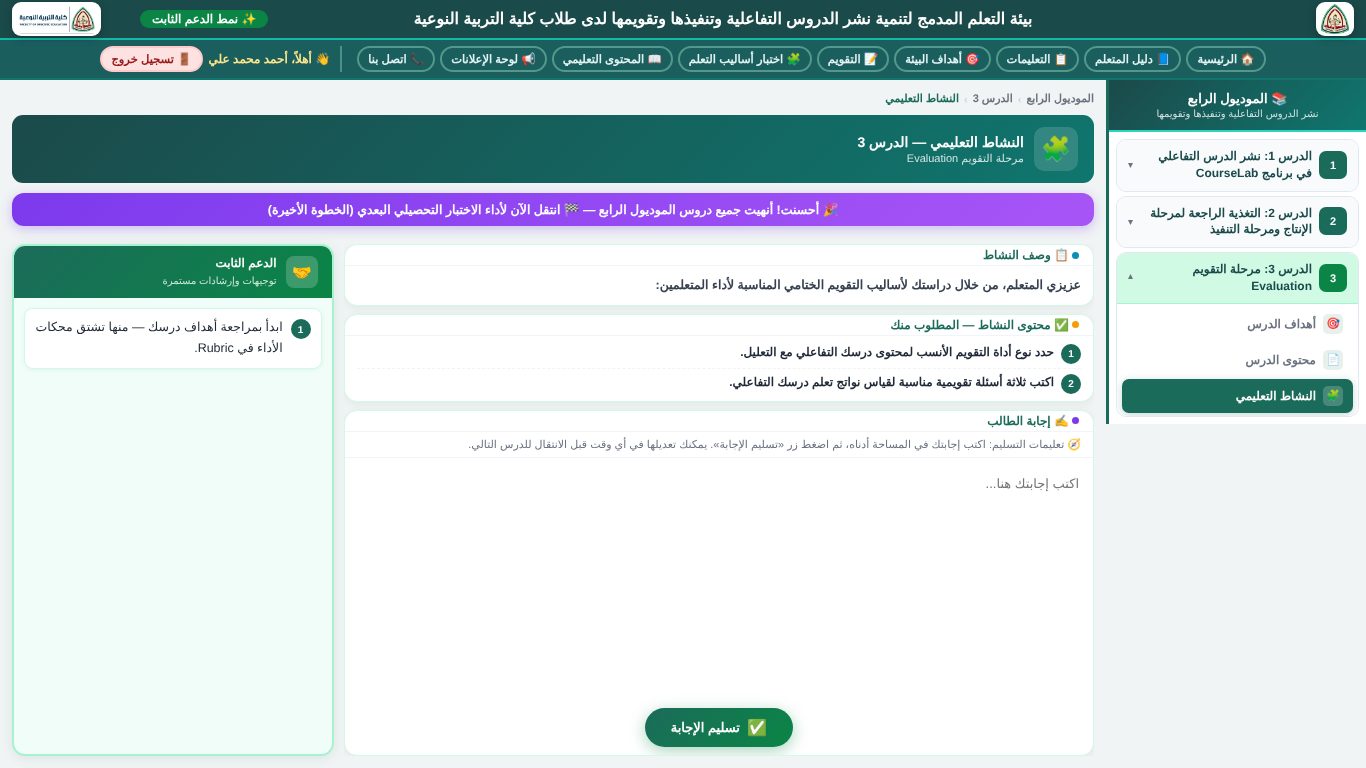 بيئة التعلم المدمج لتنمية نشر الدروس التفاعلية وتنفيذها وتقويمها لدى طلاب كلية التربية النوعية
✨ نمط الدعم الثابت
كلية التربية النوعية
🏠 الرئيسية
📘 دليل المتعلم
📋 التعليمات
🎯 أهداف البيئة
📝 التقويم
🧩 اختبار أساليب التعلم
📖 المحتوى التعليمي
📢 لوحة الإعلانات
📞 اتصل بنا
👋 أهلاً، أحمد محمد علي
🚪 تسجيل خروج
📚 الموديول الرابع
نشر الدروس التفاعلية وتنفيذها وتقويمها
1
الدرس 1: نشر الدرس التفاعلي
في برنامج CourseLab
▼
2
الدرس 2: التغذية الراجعة لمرحلة
الإنتاج ومرحلة التنفيذ
▼
3
الدرس 3: مرحلة التقويم
Evaluation
▲
🎯 أهداف الدرس
📄 محتوى الدرس
🧩 النشاط التعليمي
الموديول الرابع › الدرس 3 › النشاط التعليمي
🧩 النشاط التعليمي — الدرس 3
مرحلة التقويم Evaluation
🎉 أحسنت! أنهيت جميع دروس الموديول الرابع — 🏁 انتقل الآن لأداء الاختبار التحصيلي البعدي (الخطوة الأخيرة)
📋 وصف النشاط
عزيزي المتعلم، من خلال دراستك لأساليب التقويم الختامي المناسبة لأداء المتعلمين:
✅ محتوى النشاط — المطلوب منك
1 حدد نوع أداة التقويم الأنسب لمحتوى درسك التفاعلي مع التعليل.
2 اكتب ثلاثة أسئلة تقويمية مناسبة لقياس نواتج تعلم درسك التفاعلي.
✍️ إجابة الطالب
🧭 تعليمات التسليم: اكتب إجابتك في المساحة أدناه، ثم اضغط زر «تسليم الإجابة». يمكنك تعديلها في أي وقت قبل الانتقال للدرس التالي.
اكتب إجابتك هنا...
✅ تسليم الإجابة
🤝 الدعم الثابت
توجيهات وإرشادات مستمرة
1 ابدأ بمراجعة أهداف درسك — منها تشتق محكات
الأداء في Rubric.